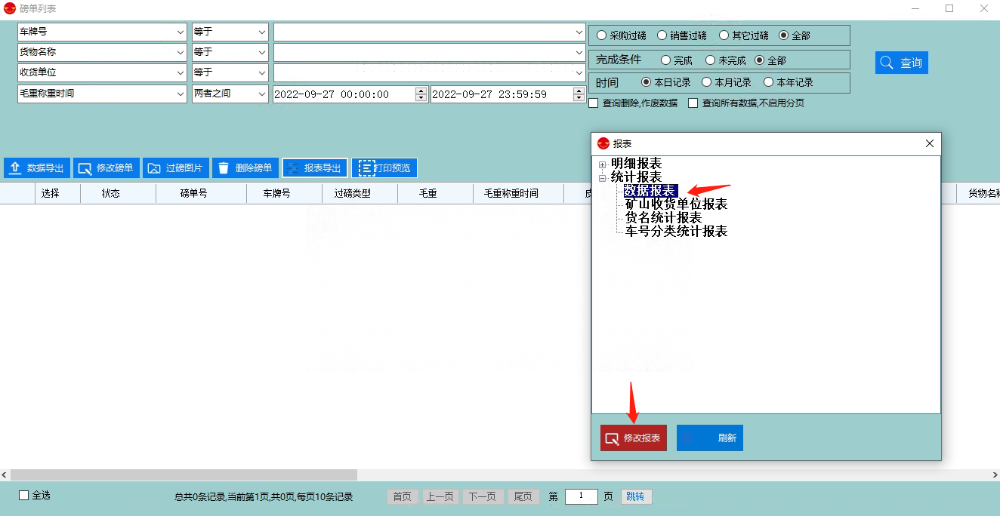 磅单列表
车牌号 等于
货物名称 等于
收货单位 等于
毛重称重时间 两者之间 2022-09-27 00:00:00 2022-09-27 23:59:59
采购过磅 销售过磅 其它过磅 全部
完成条件 完成 未完成 全部
时间 本日记录 本月记录 本年记录
查询删除,作废数据 查询所有数据,不启用分页
查询
数据导出 修改磅单 过磅图片 删除磅单 报表导出 打印预览
选择 状态 磅单号 车牌号 过磅类型 毛重 毛重称重时间 货物名称
报表
明细报表
统计报表
数据报表
矿山收货单位报表
货名统计报表
车号分类统计报表
修改报表 刷新
全选 总共0条记录,当前第1页,共0页,每页10条记录 首页 上一页 下一页 尾页 第 1 页 跳转